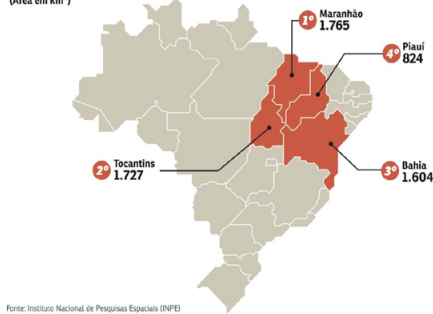 (Área em km²)
1º Maranhão
1.765
4º Piauí
824
2º Tocantins
1.727
3º Bahia
1.604
Fonte: Instituto Nacional de Pesquisas Espaciais (INPE)